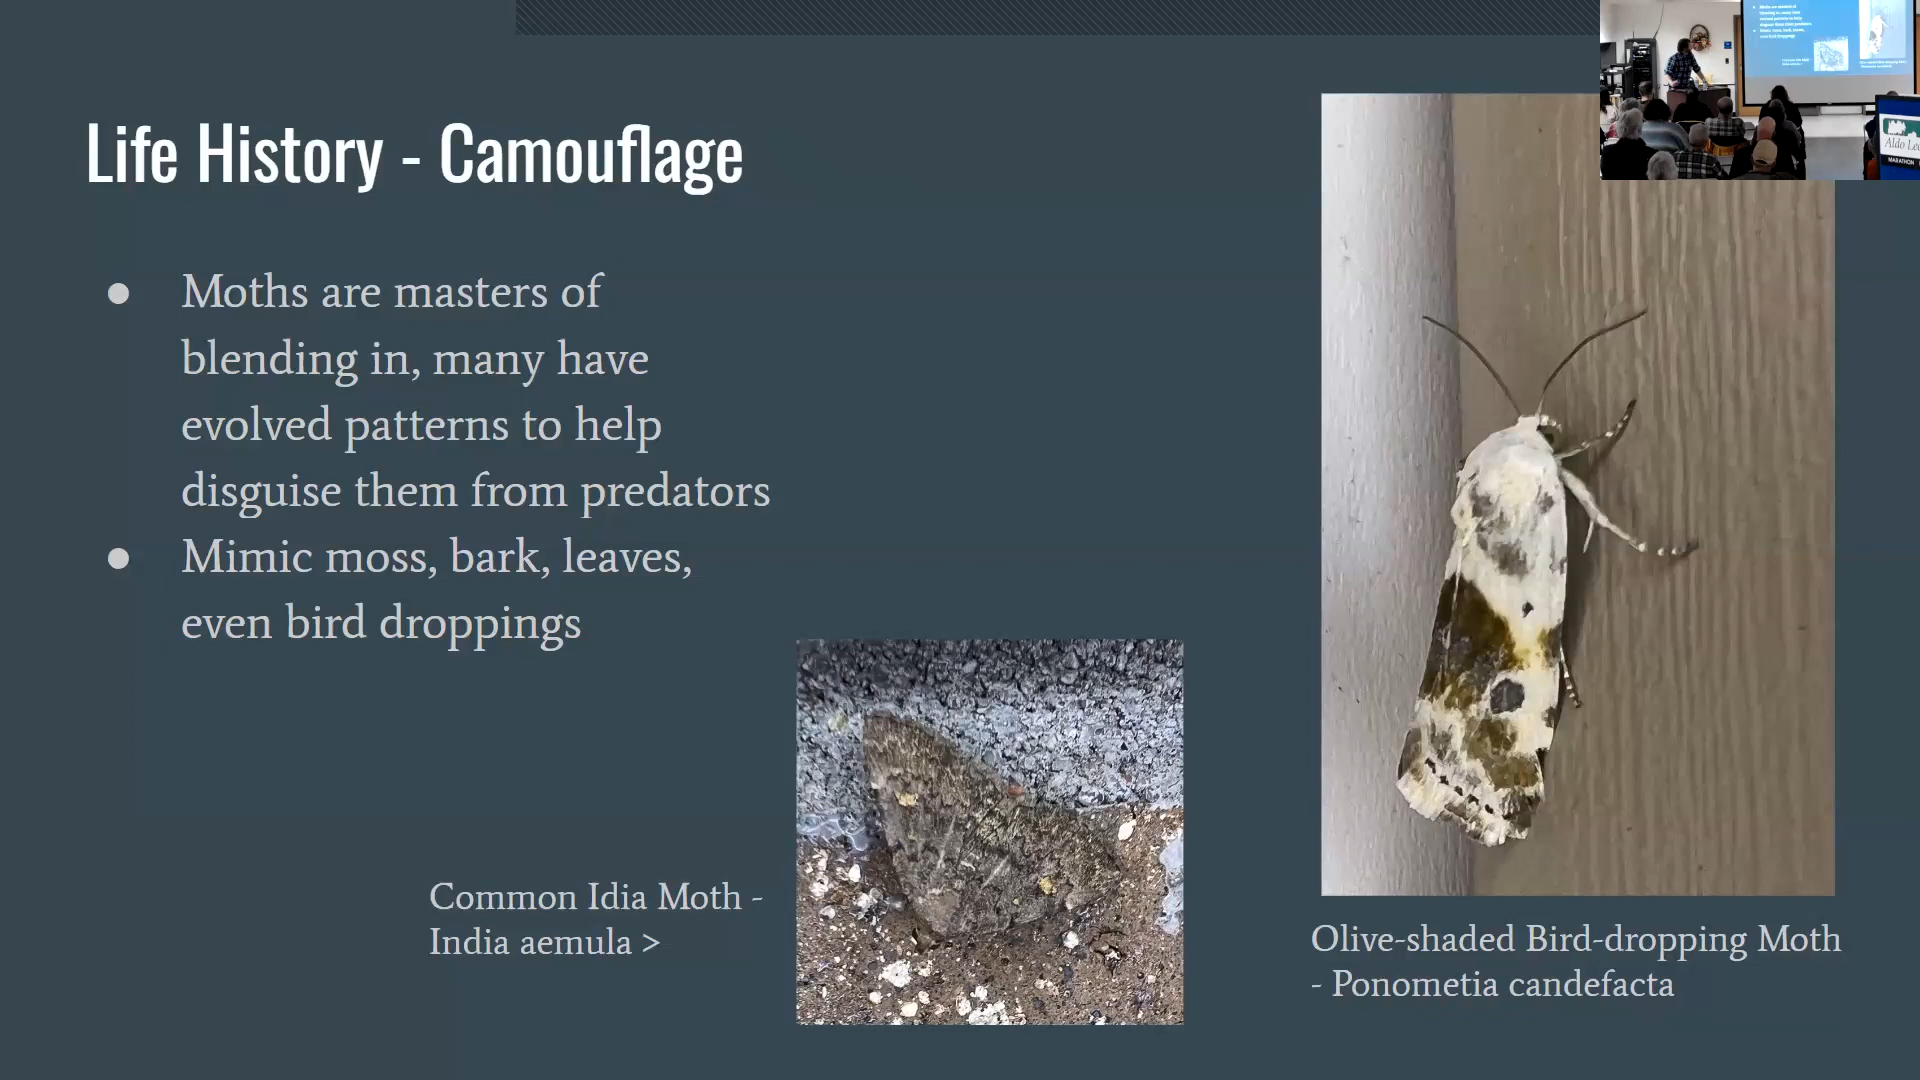 Life History - Camouflage
Moths are masters of
blending in, many have
evolved patterns to help
disguise them from predators
Mimic moss, bark, leaves,
even bird droppings
Common Idia Moth -
India aemula >
Olive-shaded Bird-dropping Moth
- Ponometia candefacta
Aldo
MARATHON